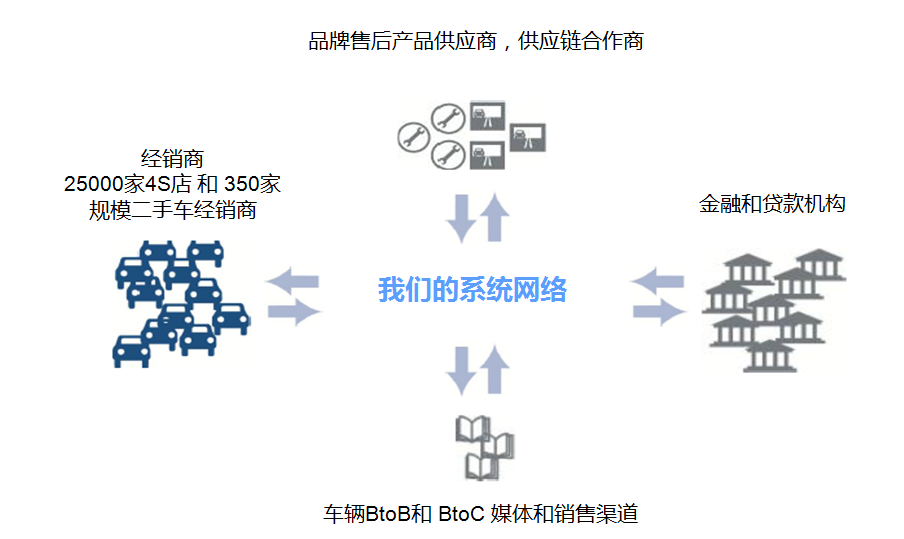 品牌售后产品供应商，供应链合作商
经销商
25000家4S店 和 350家
规模二手车经销商
金融和贷款机构
我们的系统网络
车辆BtoB和 BtoC 媒体和销售渠道